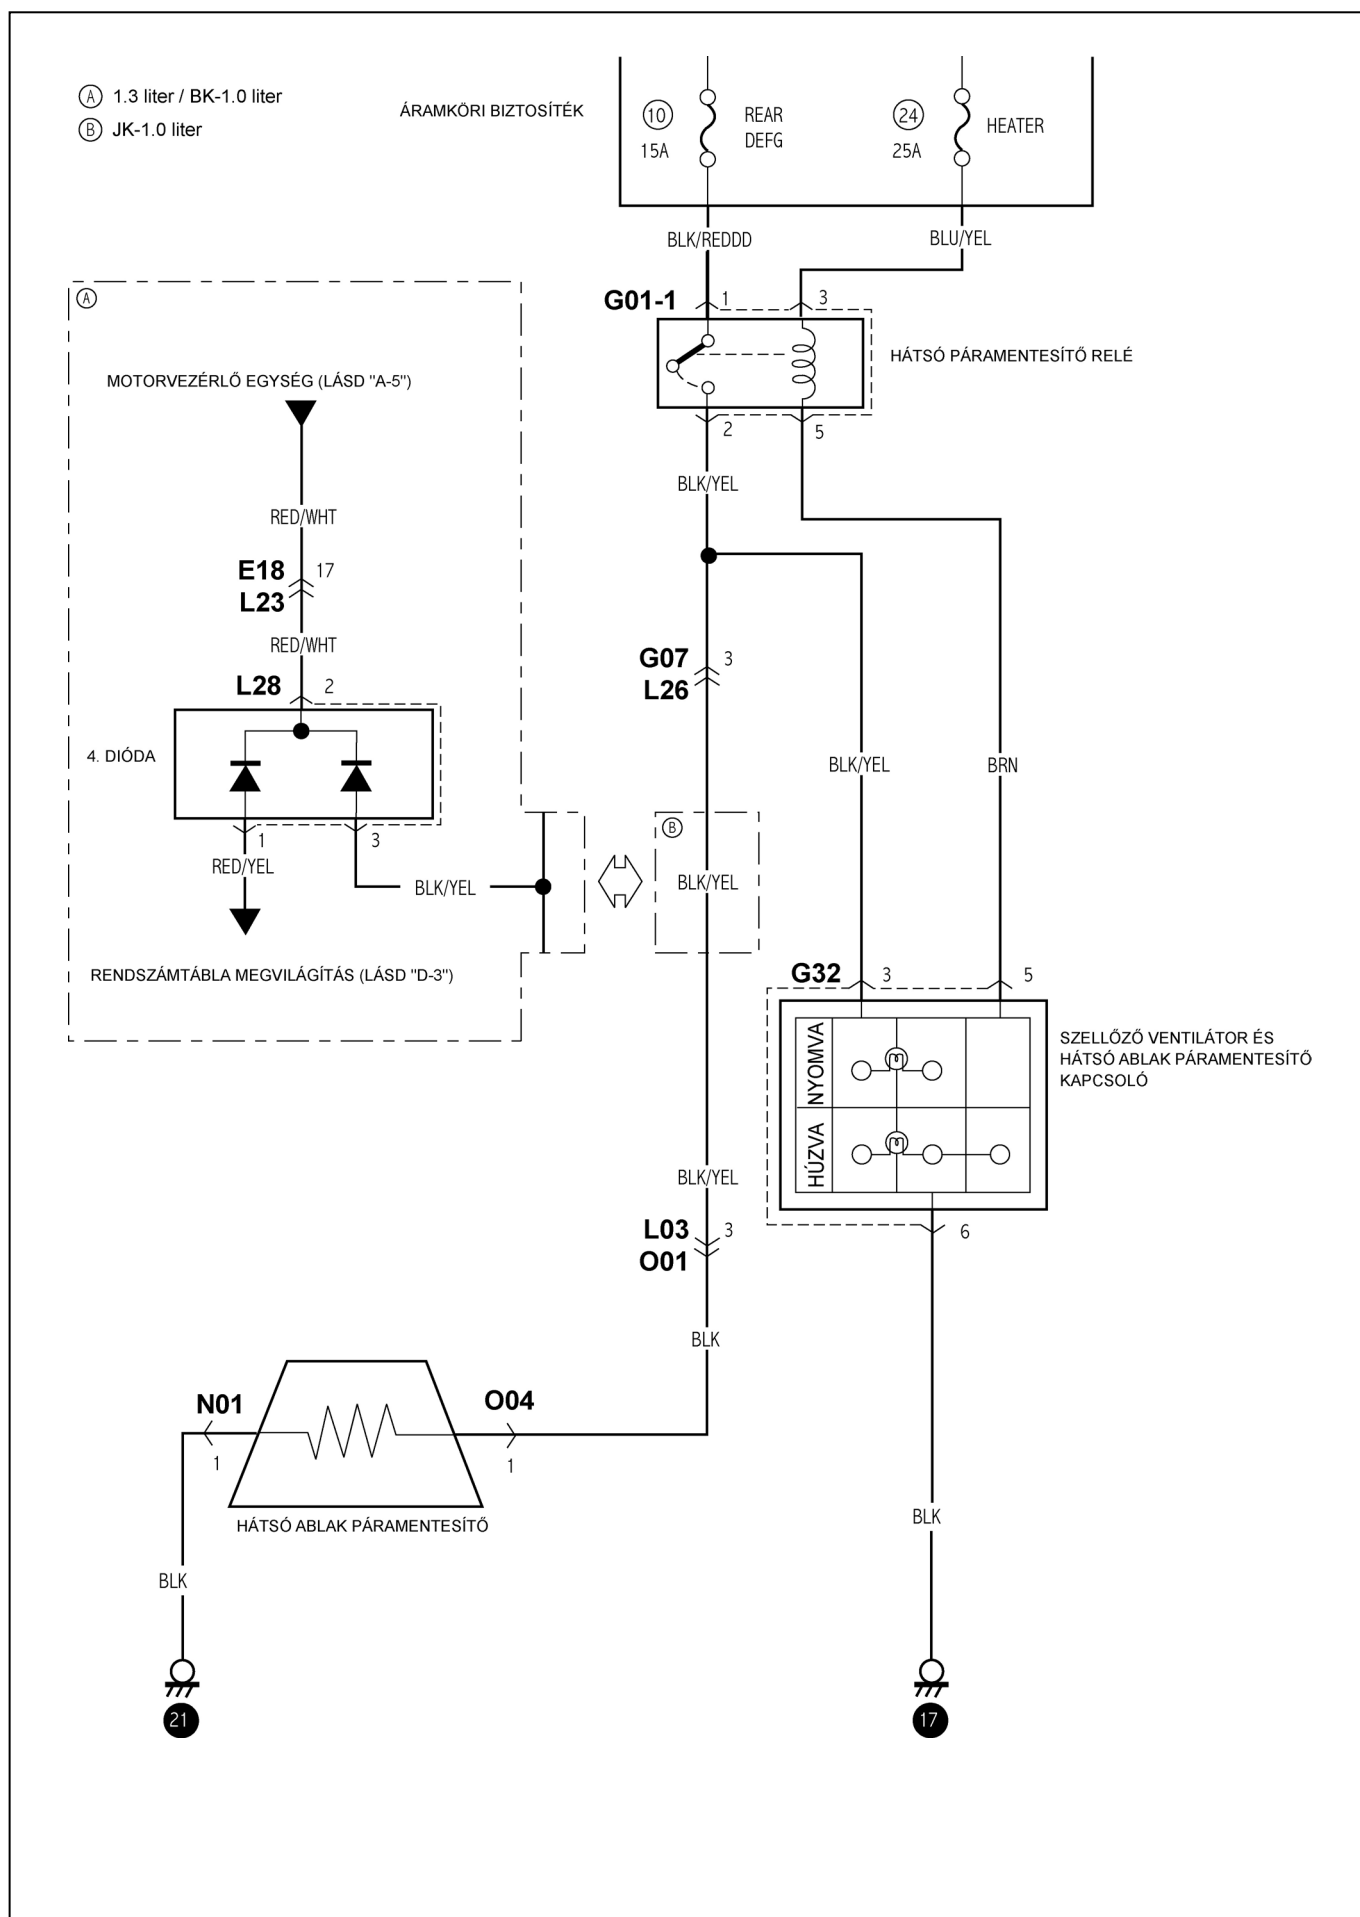 A 1.3 liter / BK-1.0 liter
B JK-1.0 liter
ÁRAMKÖRI BIZTOSÍTÉK
10
15A
REAR
DEFG
24
25A
HEATER
BLK/REDDD
BLU/YEL
G01-1
1
3
HÁTSÓ PÁRAMENTESÍTŐ RELÉ
2
5
BLK/YEL
A
MOTORVEZÉRLŐ EGYSÉG (LÁSD "A-5")
RED/WHT
E18
17
L23
RED/WHT
L28
2
4. DIÓDA
1
3
RED/YEL
BLK/YEL
RENDSZÁMTÁBLA MEGVILÁGÍTÁS (LÁSD "D-3")
G07
3
L26
BLK/YEL
BRN
B
BLK/YEL
G32
3
5
NYOMVA
HÚZVA
SZELLŐZŐ VENTILÁTOR ÉS
HÁTSÓ ABLAK PÁRAMENTESÍTŐ
KAPCSOLÓ
6
BLK/YEL
L03
3
O01
BLK
N01
1
O04
1
HÁTSÓ ABLAK PÁRAMENTESÍTŐ
BLK
BLK
21
17